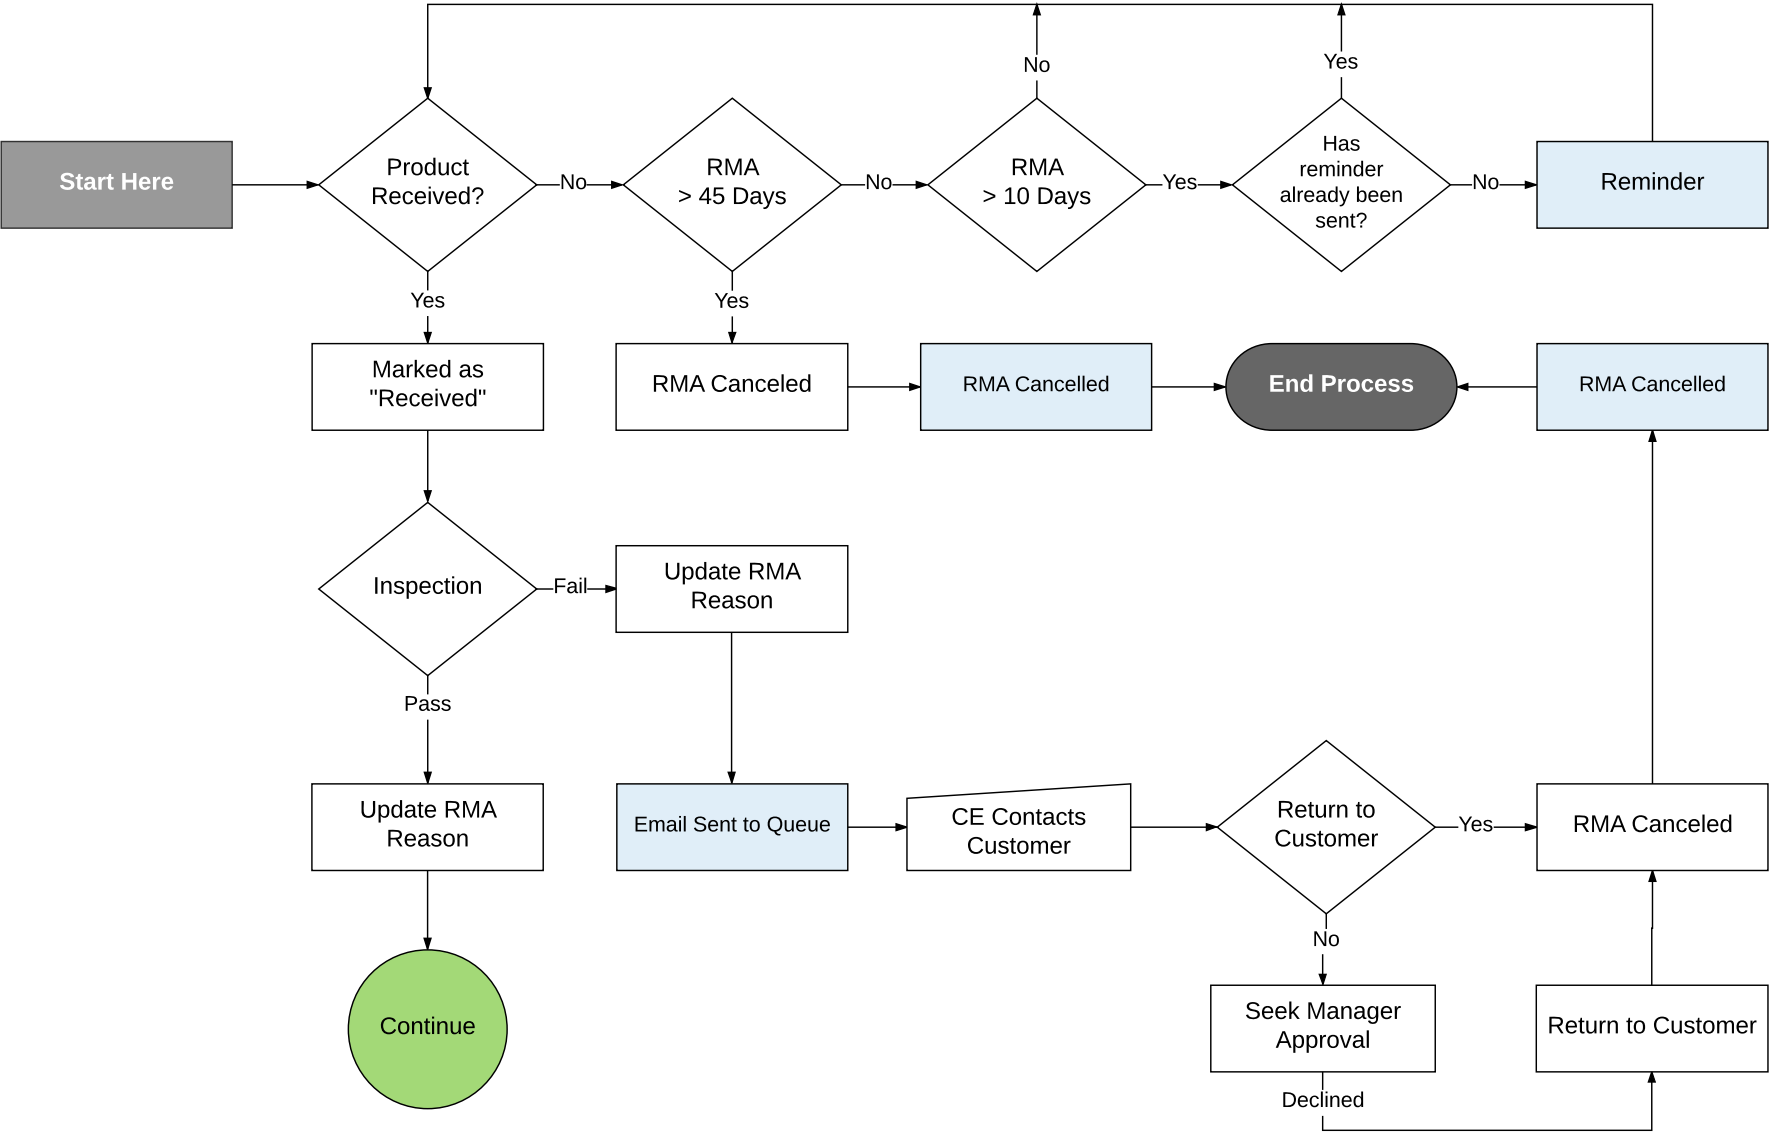 No
Yes
Start Here
Product
Received?
No
RMA
> 45 Days
No
RMA
> 10 Days
Yes
Has
reminder
already been
sent?
No
Reminder
Yes
Yes
Marked as
"Received"
RMA Canceled
RMA Cancelled
End Process
RMA Cancelled
Inspection
Fail
Update RMA
Reason
Pass
Update RMA
Reason
Email Sent to Queue
CE Contacts
Customer
Return to
Customer
Yes
RMA Canceled
No
Continue
Seek Manager
Approval
Return to Customer
Declined